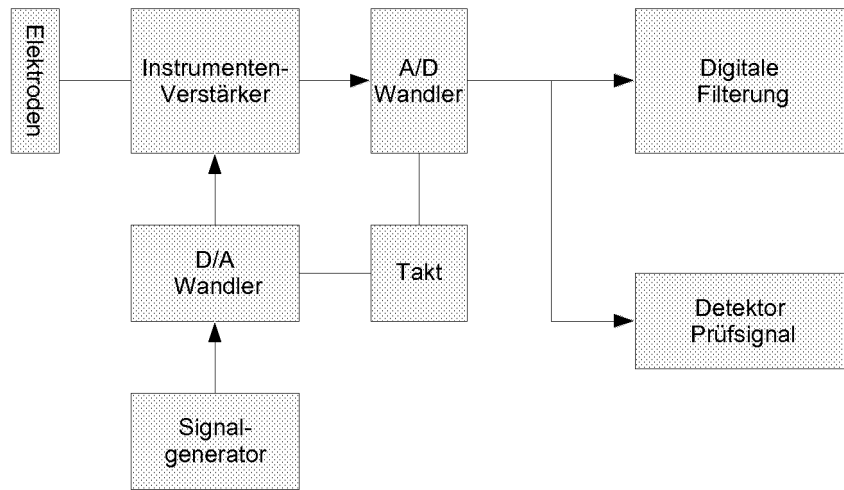 Elektroden
Instrumenten-
Verstärker
A/D
Wandler
Digitale
Filterung
D/A
Wandler
Takt
Detektor
Prüfsignal
Signal-
generator